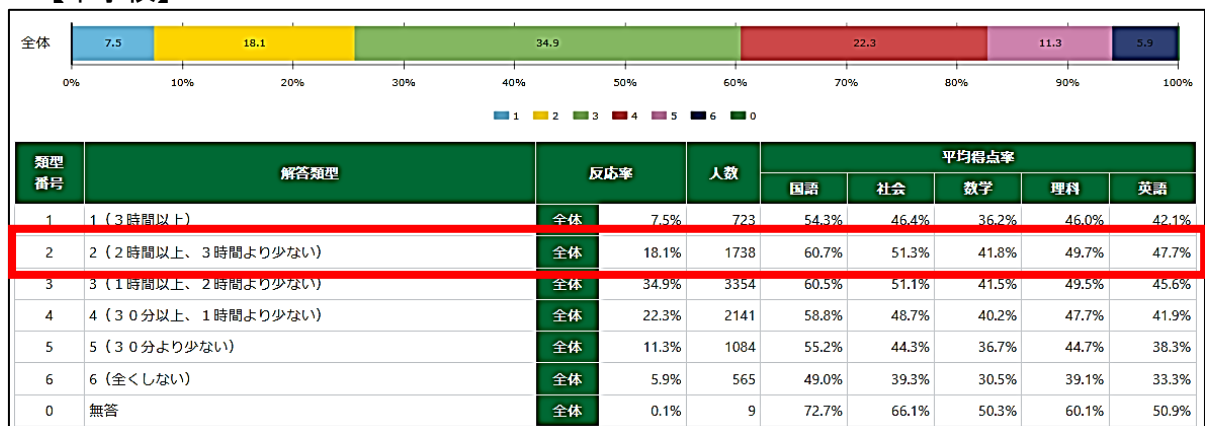 全体 7.5 18.1 34.9 22.3 11.3 5.9
0% 10% 20% 30% 40% 50% 60% 70% 80% 90% 100%
1 2 3 4 5 6 0
類型番号 解答類型 反応率 人数 平均得点率
国語 社会 数学 理科 英語
1 1（３時間以上） 全体 7.5% 723 54.3% 46.4% 36.2% 46.0% 42.1%
2 2（２時間以上、３時間より少ない） 全体 18.1% 1738 60.7% 51.3% 41.8% 49.7% 47.7%
3 3（１時間以上、２時間より少ない） 全体 34.9% 3354 60.5% 51.1% 41.5% 49.5% 45.6%
4 4（３０分以上、１時間より少ない） 全体 22.3% 2141 58.8% 48.7% 40.2% 47.7% 41.9%
5 5（３０分より少ない） 全体 11.3% 1084 55.2% 44.3% 36.7% 44.7% 38.3%
6 6（全くしない） 全体 5.9% 565 49.0% 39.3% 30.5% 39.1% 33.3%
0 無答 全体 0.1% 9 72.7% 66.1% 50.3% 60.1% 50.9%